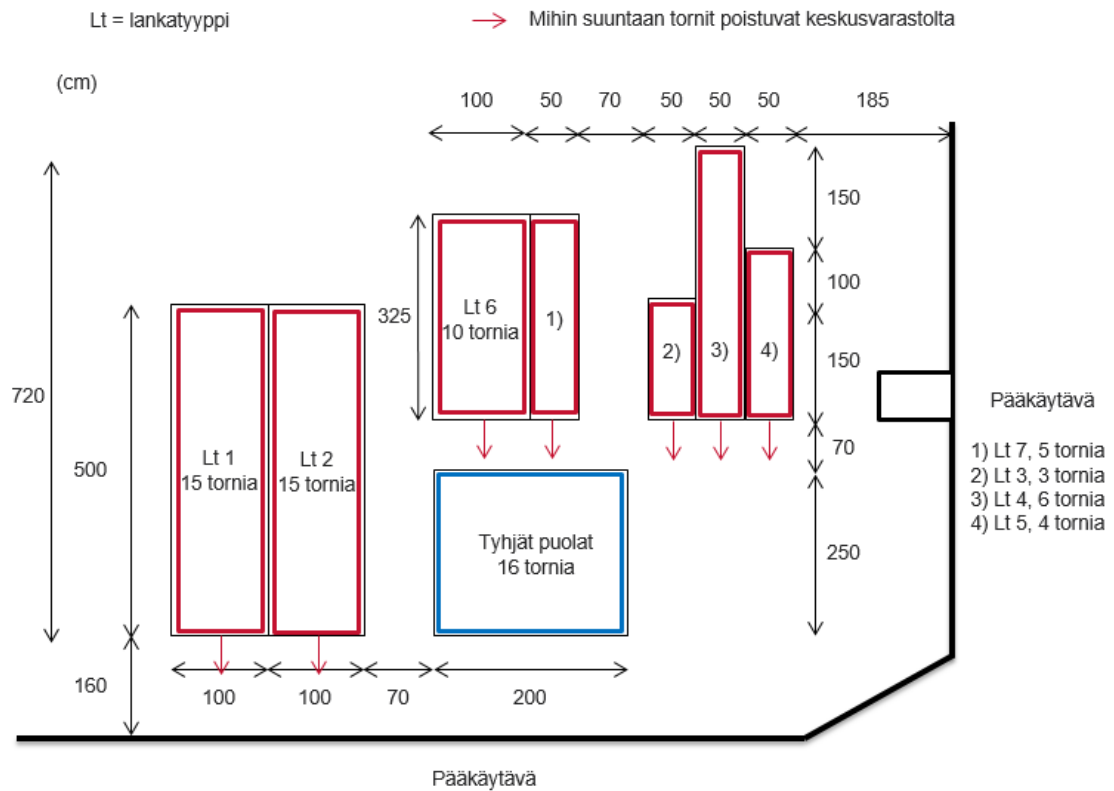 Lt = lankatyyppi
Mihin suuntaan tornit poistuvat keskusvarastolta
(cm)
100
50
70
50
50
50
185
150
100
150
70
250
720
500
160
325
Lt 6
10 tornia
1)
2)
3)
4)
Lt 1
15 tornia
Lt 2
15 tornia
Tyhjät puolat
16 tornia
Pääkäytävä
1) Lt 7, 5 tornia
2) Lt 3, 3 tornia
3) Lt 4, 6 tornia
4) Lt 5, 4 tornia
100
100
70
200
Pääkäytävä